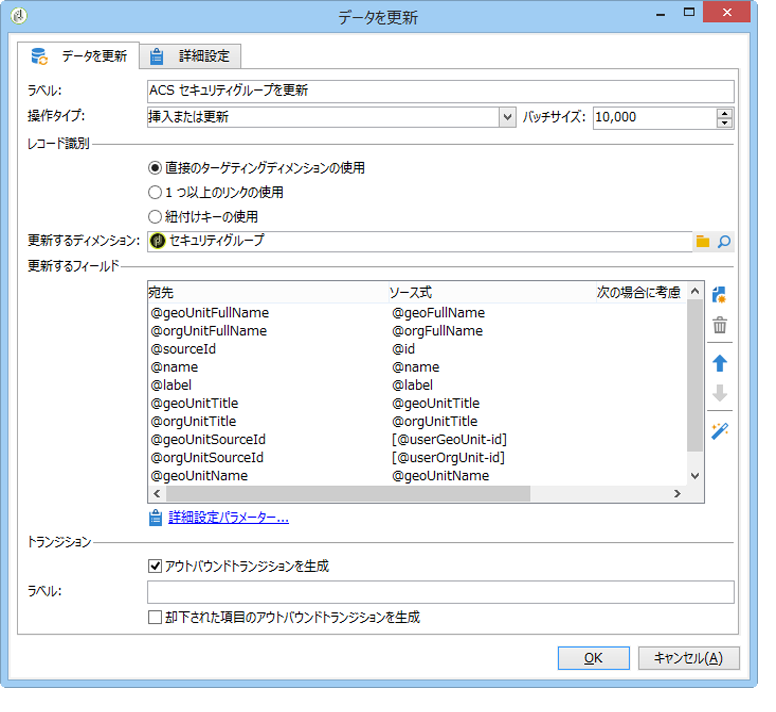 データを更新
データを更新 詳細設定
ラベル: ACS セキュリティグループを更新
操作タイプ: 挿入または更新 バッチサイズ: 10,000
レコード識別
直接のターゲティングディメンションの使用
1 つ以上のリンクの使用
紐付けキーの使用
更新するディメンション: セキュリティグループ
更新するフィールド
宛先 ソース式 次の場合に考慮
@geoUnitFullName @geoFullName
@orgUnitFullName @orgFullName
@sourceId @id
@name @name
@label @label
@geoUnitTitle @geoUnitTitle
@orgUnitTitle @orgUnitTitle
@geoUnitSourceId [@userGeoUnit-id]
@orgUnitSourceId [@userOrgUnit-id]
@geoUnitName @geoUnitName
詳細設定パラメーター...
トランジション
アウトバウンドトランジションを生成
ラベル:
却下された項目のアウトバウンドトランジションを生成
OK キャンセル(A)